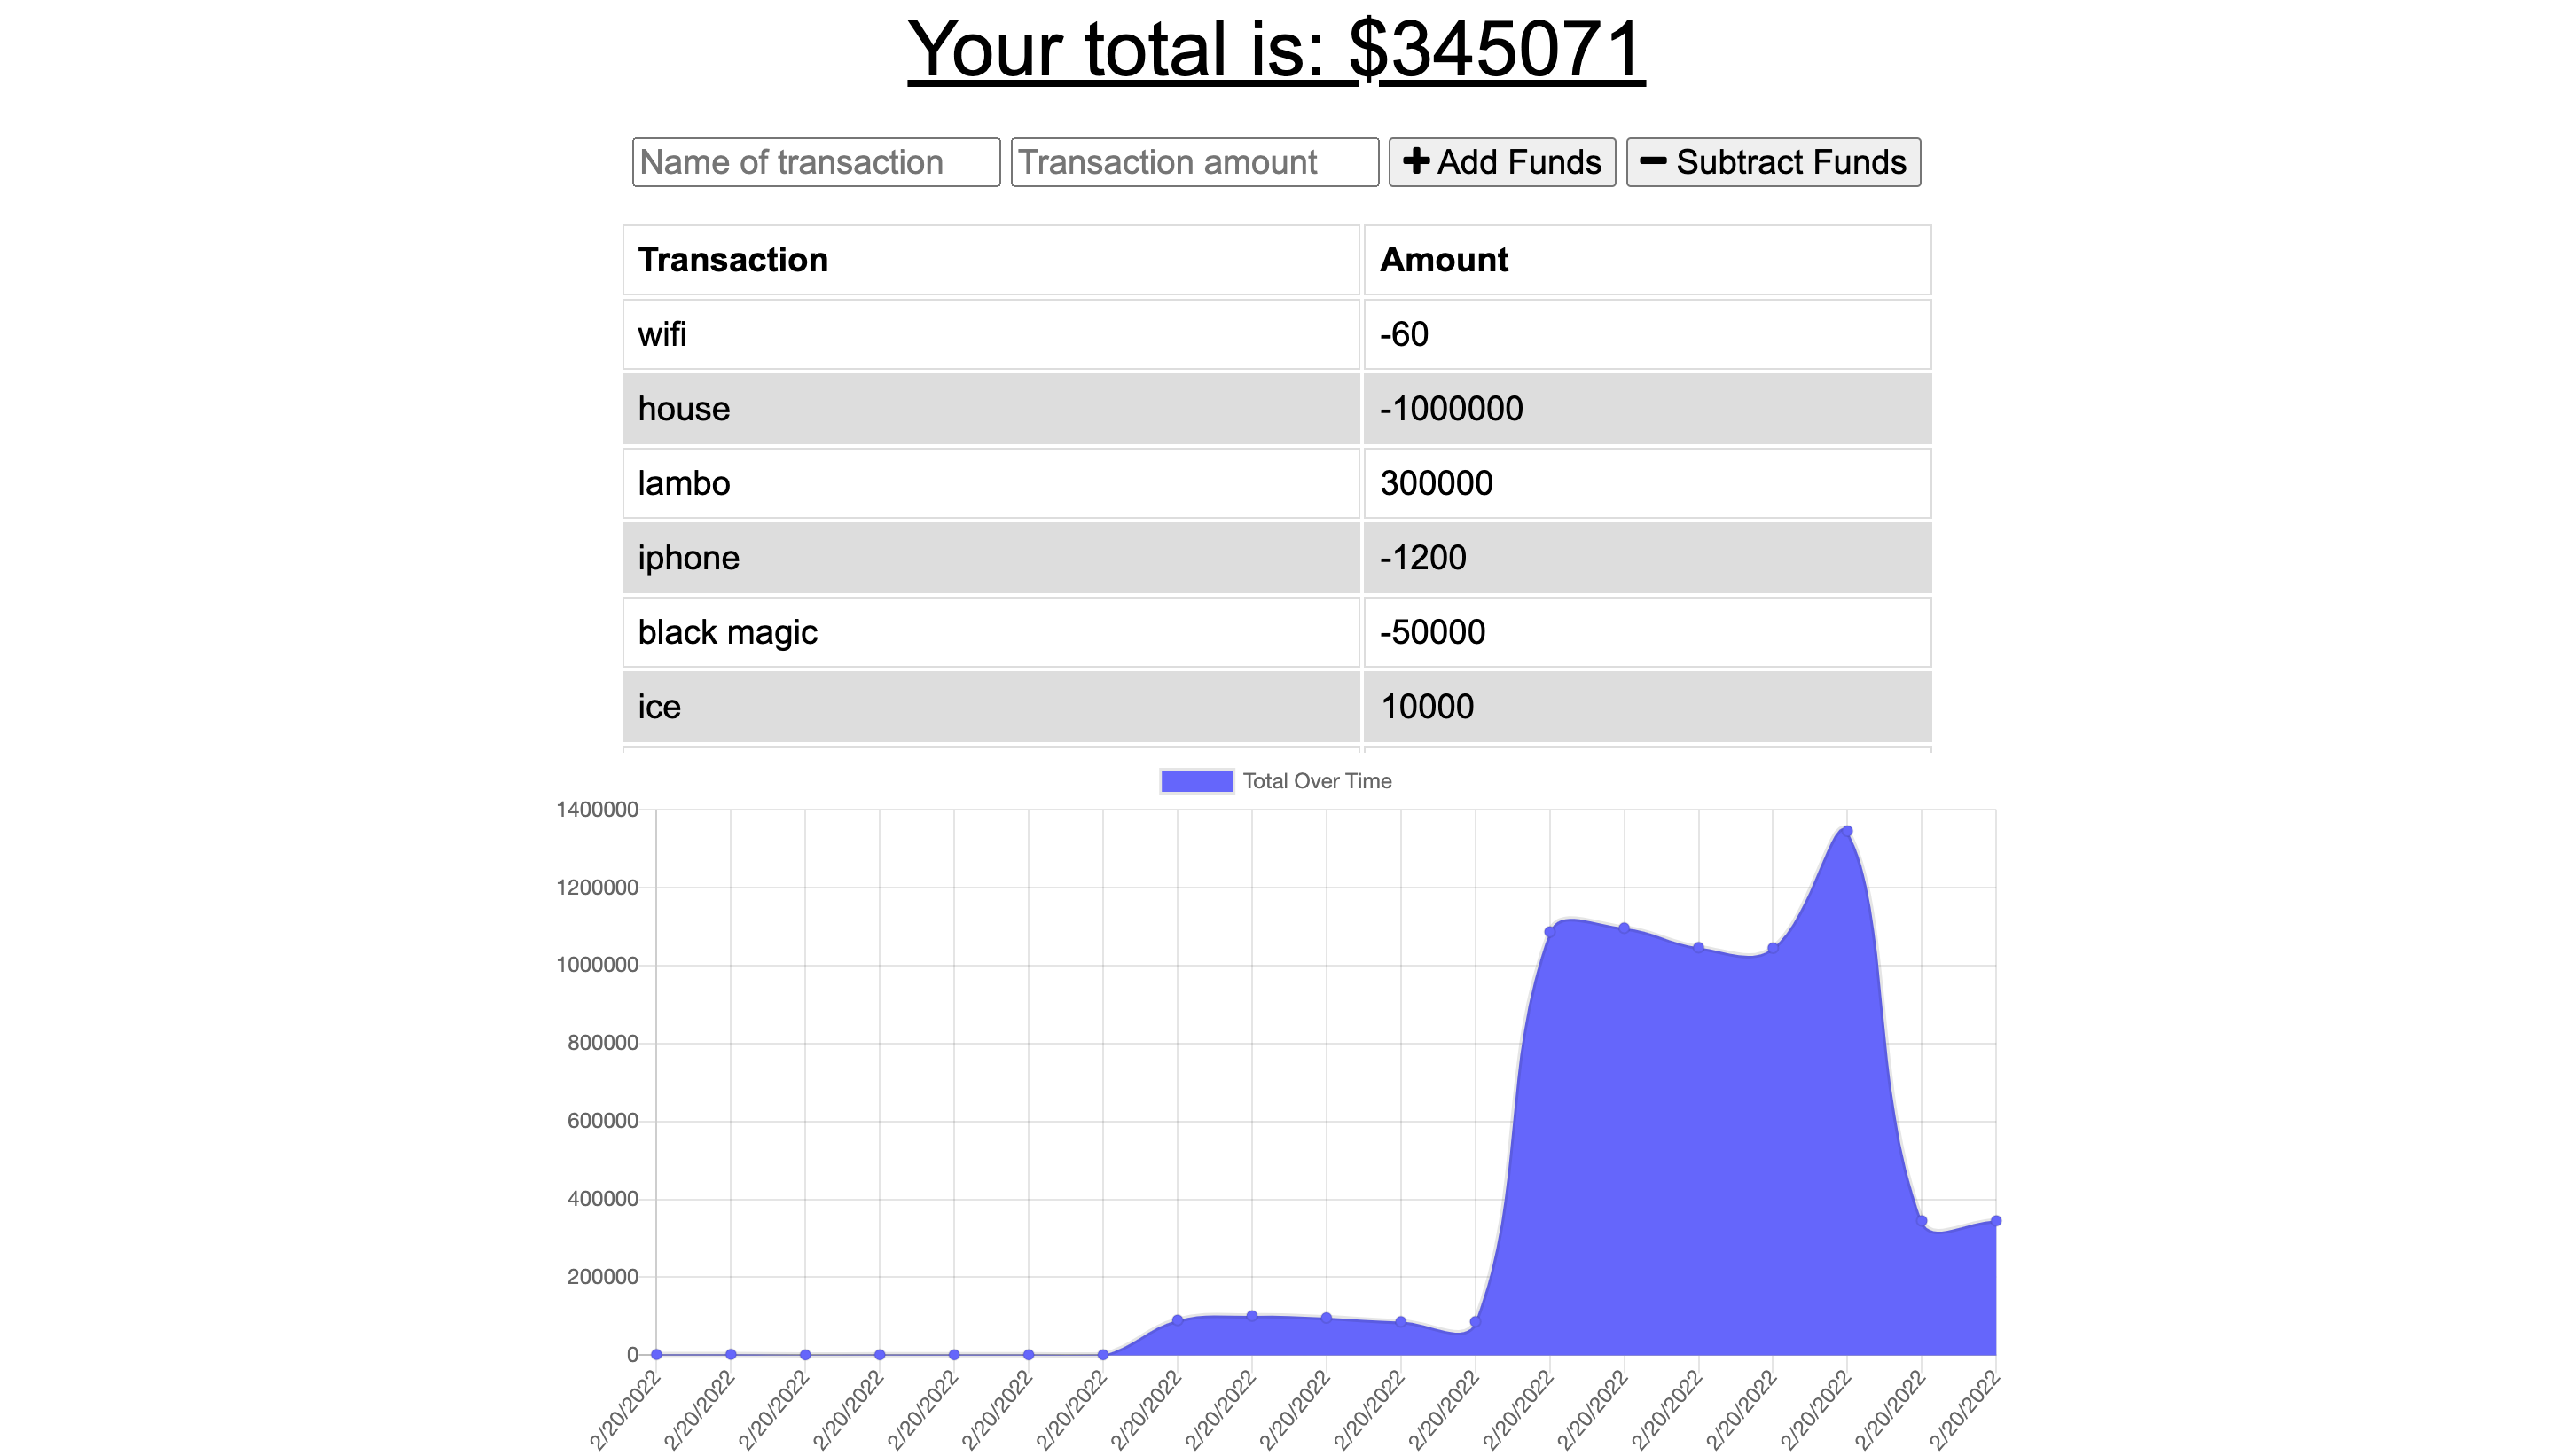 Your total is: $345071
Name of transaction Transaction amount Add Funds Subtract Funds
Transaction Amount
wifi -60
house -1000000
lambo 300000
iphone -1200
black magic -50000
ice 10000
Total Over Time
1400000
1200000
1000000
800000
600000
400000
200000
0
2/20/2022 2/20/2022 2/20/2022 2/20/2022 2/20/2022 2/20/2022 2/20/2022 2/20/2022 2/20/2022 2/20/2022 2/20/2022 2/20/2022 2/20/2022 2/20/2022 2/20/2022 2/20/2022 2/20/2022 2/20/2022 2/20/2022